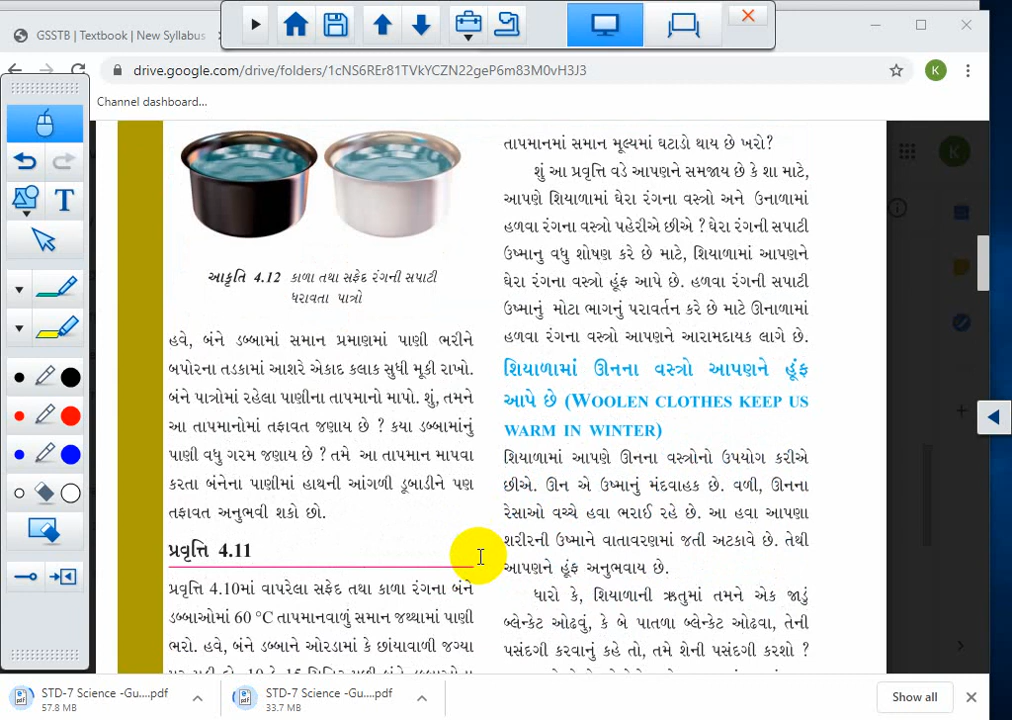 GSSTB | Textbook | New Syllabus
drive.google.com/drive/folders/1cNS6REr81TVkYCZN22geP6m83M0vH3J3
K
Channel dashboard...
K
T
આકૃતિ 4.12 કાળા તથા સફેદ રંગની સપાટી
ધરાવતા પાત્રો
હવે, બંને ડબ્બામાં સમાન પ્રમાણમાં પાણી ભરીને
બપોરના તડકામાં આશરે એકાદ કલાક સુધી મૂકી રાખો.
બંને પાત્રોમાં રહેલા પાણીના તાપમાનો માપો. શું, તમને
આ તાપમાનોમાં તફાવત જણાય છે ? કયા ડબ્બામાંનું
પાણી વધુ ગરમ જણાય છે ? તમે આ તાપમાન માપવા
કરતા બંનેના પાણીમાં હાથની આંગળી ડૂબાડીને પણ
તફાવત અનુભવી શકો છો.
પ્રવૃત્તિ 4.11
પ્રવૃત્તિ 4.10માં વાપરેલા સફેદ તથા કાળા રંગના બંને
ડબ્બાઓમાં 60 °C તાપમાનવાળું સમાન જથ્થામાં પાણી
ભરો. હવે, બંને ડબ્બાને ઓરડામાં કે છાંયાવાળી જગ્યા
તાપમાનમાં સમાન મૂલ્યમાં ઘટાડો થાય છે ખરો?
શું આ પ્રવૃત્તિ વડે આપણને સમજાય છે કે શા માટે,
આપણે શિયાળામાં ઘેરા રંગના વસ્ત્રો અને ઉનાળામાં
હળવા રંગના વસ્ત્રો પહેરીએ છીએ ? ઘેરા રંગની સપાટી
ઉષ્માનુ વધુ શોષણ કરે છે માટે, શિયાળામાં આપણને
ઘેરા રંગના વસ્ત્રો હૂંફ આપે છે. હળવા રંગની સપાટી
ઉષ્માનું મોટા ભાગનું પરાવર્તન કરે છે માટે ઊનાળામાં
હળવા રંગના વસ્ત્રો આપણને આરામદાયક લાગે છે.
શિયાળામાં ઊનના વસ્ત્રો આપણને હૂંફ
આપે છે (WOOLEN CLOTHES KEEP US
WARM IN WINTER)
શિયાળામાં આપણે ઊનના વસ્ત્રોનો ઉપયોગ કરીએ
છીએ. ઊન એ ઉષ્માનું મંદવાહક છે. વળી, ઊનના
રેસાઓ વચ્ચે હવા ભરાઈ રહે છે. આ હવા આપણા
શરીરની ઉષ્માને વાતાવરણમાં જતી અટકાવે છે. તેથી
આપણને હૂંફ અનુભવાય છે.
ધારો કે, શિયાળાની ઋતુમાં તમને એક જાડું
બ્લેન્કેટ ઓઢવું, કે બે પાતળા બ્લેન્કેટ ઓઢવા, તેની
પસંદગી કરવાનું કહે તો, તમે શેની પસંદગી કરશો ?
STD-7 Science -Gu....pdf
57.8 MB
STD-7 Science -Gu....pdf
33.7 MB
Show all